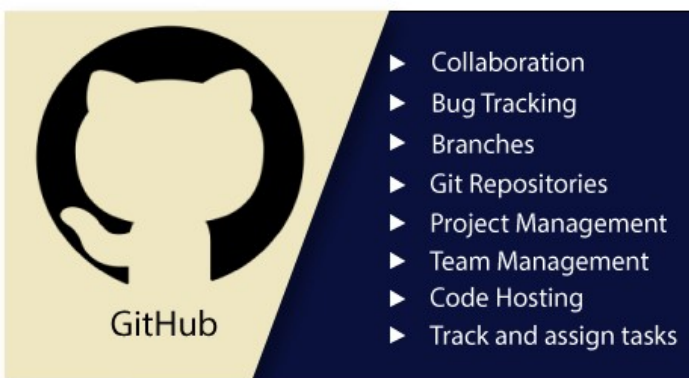 GitHub
Collaboration
Bug Tracking
Branches
Git Repositories
Project Management
Team Management
Code Hosting
Track and assign tasks